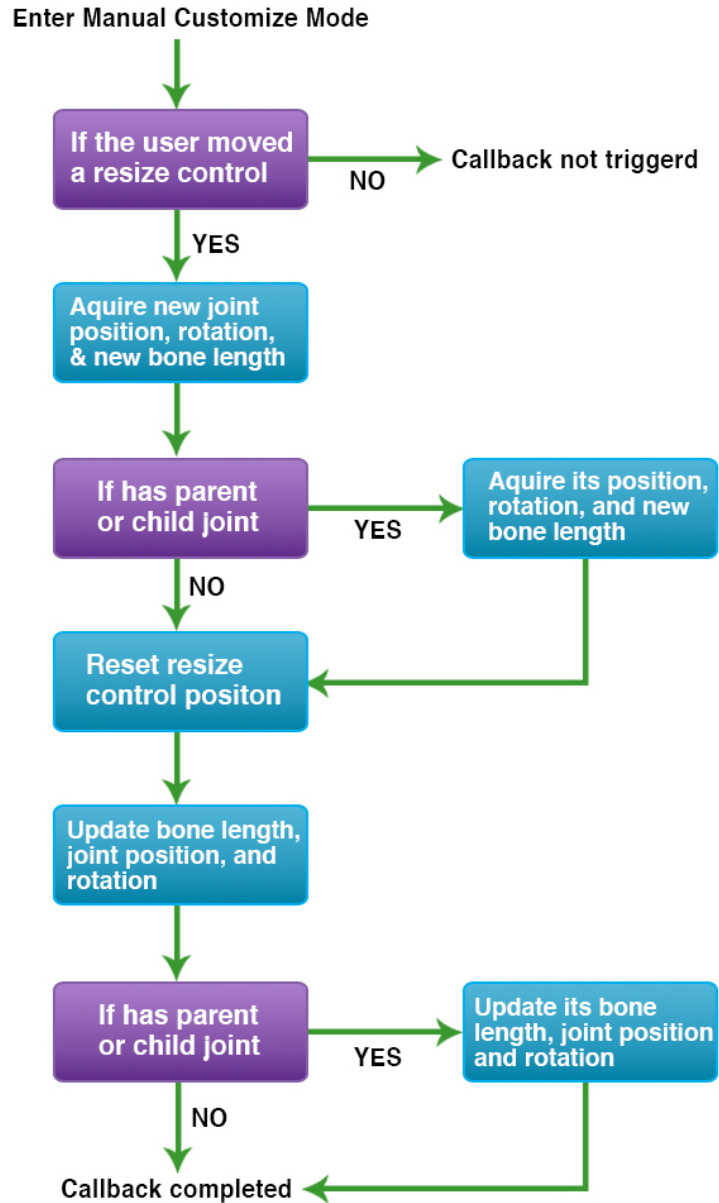 Enter Manual Customize Mode
If the user moved
a resize control
NO
Callback not triggerd
YES
Aquire new joint
position, rotation,
& new bone length
If has parent
or child joint
YES
Aquire its position,
rotation, and new
bone length
NO
Reset resize
control positon
Update bone length,
joint position, and
rotation
If has parent
or child joint
YES
Update its bone
length, joint position
and rotation
NO
Callback completed